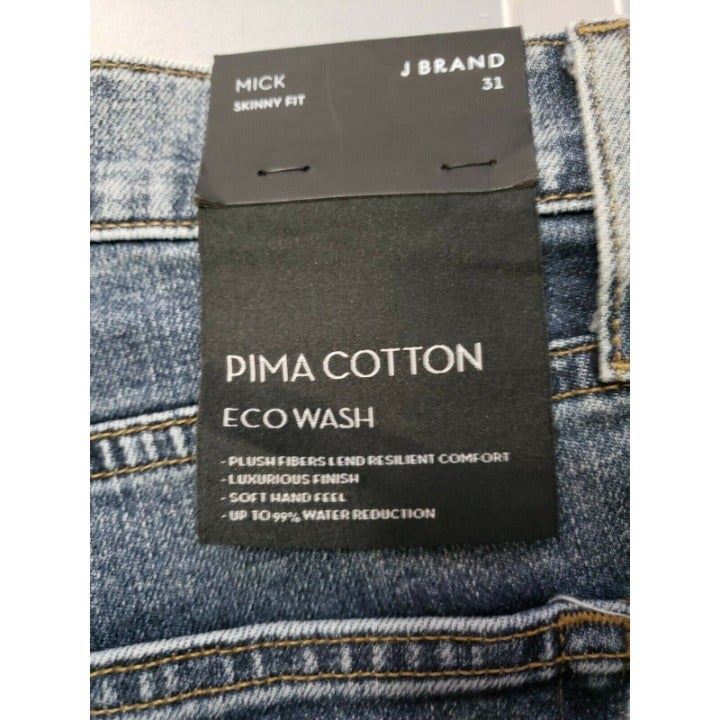 MICK
SKINNY FIT
J BRAND
31
PIMA COTTON
ECO WASH
- PLUSH FIBERS LEND RESILIENT COMFORT
- LUXURIOUS FINISH
- SOFT HAND FEEL
- UP TO 99% WATER REDUCTION